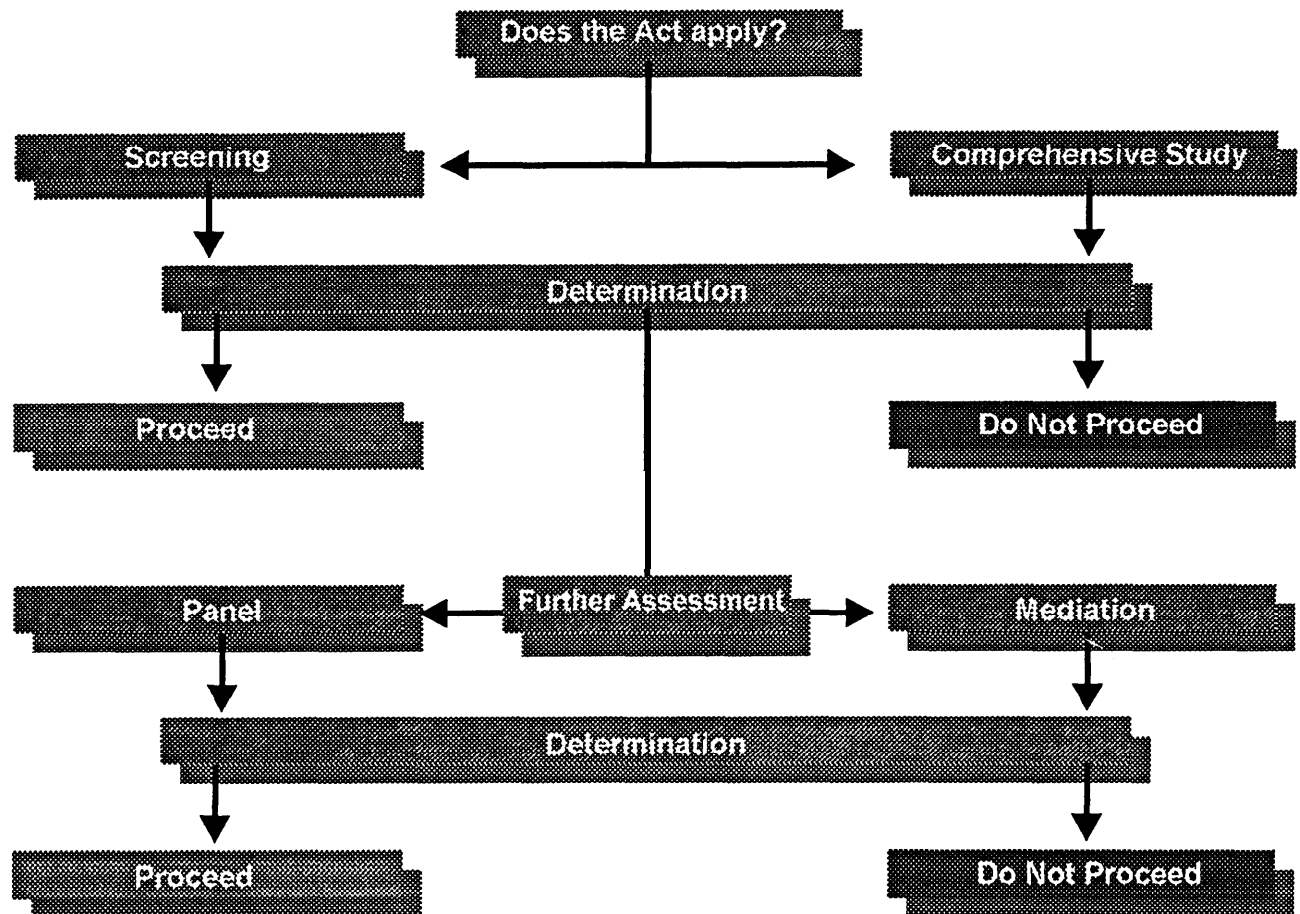 Does the Act apply?
Screening
Comprehensive Study
Determination
Proceed
Do Not Proceed
Panel
Further Assessment
Mediation
Determination
Proceed
Do Not Proceed